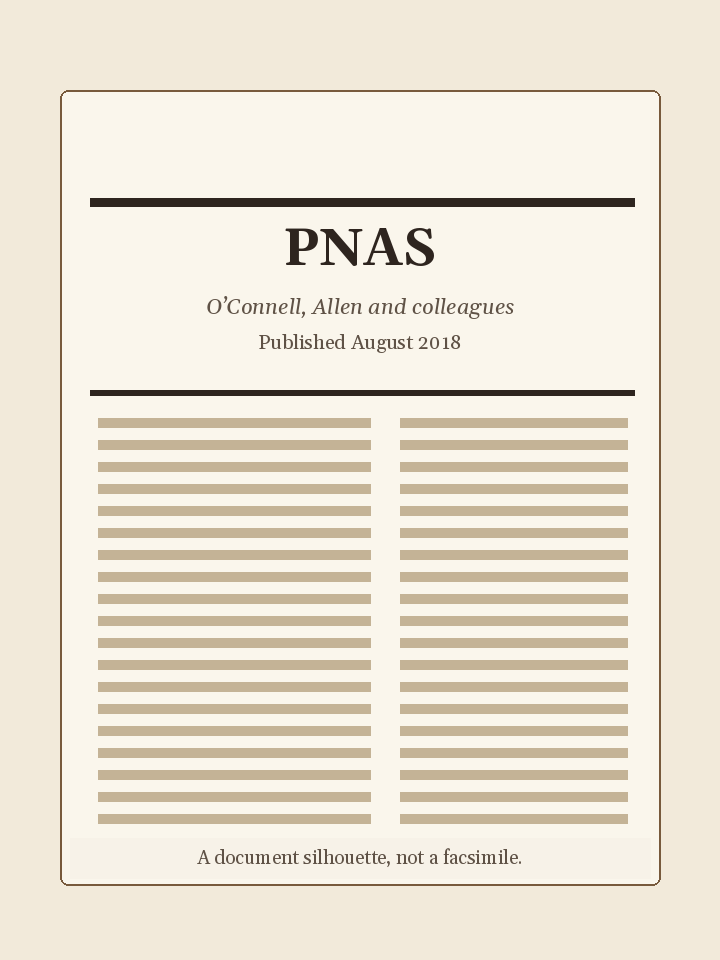 PNAS
O’Connell, Allen and colleagues
Published August 2018
A document silhouette, not a facsimile.